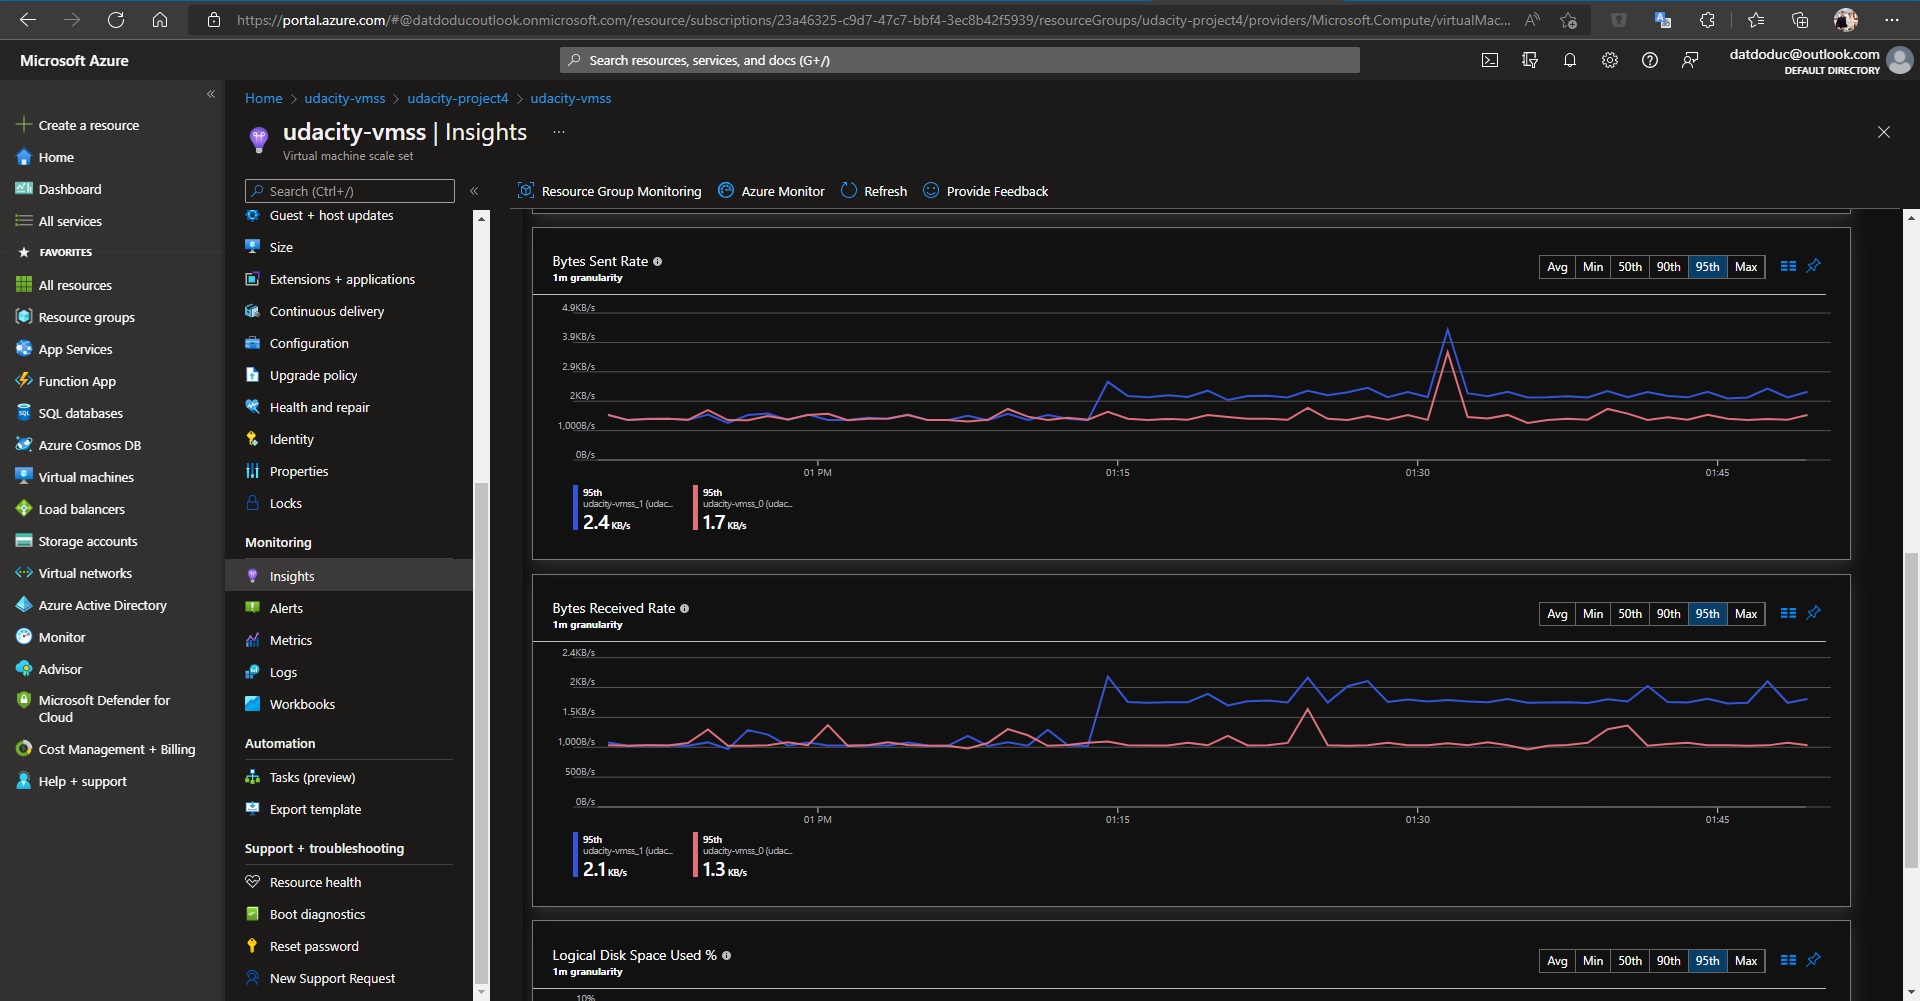 https://portal.azure.com/#@datdoducoutlook.onmicrosoft.com/resource/subscriptions/23a46325-c9d7-47c7-bbf4-3ec8b42f5939/resourceGroups/udacity-project4/providers/Microsoft.Compute/virtualMac...
Microsoft Azure
Search resources, services, and docs (G+/)
datdoduc@outlook.com
DEFAULT DIRECTORY
Create a resource
Home
Dashboard
All services
FAVORITES
All resources
Resource groups
App Services
Function App
SQL databases
Azure Cosmos DB
Virtual machines
Load balancers
Storage accounts
Virtual networks
Azure Active Directory
Monitor
Advisor
Microsoft Defender for
Cloud
Cost Management + Billing
Help + support
Home > udacity-vmss > udacity-project4 > udacity-vmss
udacity-vmss | Insights ...
Virtual machine scale set
Search (Ctrl+/)
Guest + host updates
Size
Extensions + applications
Continuous delivery
Configuration
Upgrade policy
Health and repair
Identity
Properties
Locks
Monitoring
Insights
Alerts
Metrics
Logs
Workbooks
Automation
Tasks (preview)
Export template
Support + troubleshooting
Resource health
Boot diagnostics
Reset password
New Support Request
Resource Group Monitoring Azure Monitor Refresh Provide Feedback
Bytes Sent Rate
1m granularity
Avg Min 50th 90th 95th Max
4.9KB/s
3.9KB/s
2.9KB/s
2KB/s
1,000B/s
0B/s
01 PM 01:15 01:30 01:45
95th
udacity-vmss_1 (udac...
2.4 KB/s
95th
udacity-vmss_0 (udac...
1.7 KB/s
Bytes Received Rate
1m granularity
Avg Min 50th 90th 95th Max
2.4KB/s
2KB/s
1.5KB/s
1,000B/s
500B/s
0B/s
01 PM 01:15 01:30 01:45
95th
udacity-vmss_1 (udac...
2.1 KB/s
95th
udacity-vmss_0 (udac...
1.3 KB/s
Logical Disk Space Used %
1m granularity
Avg Min 50th 90th 95th Max
10%